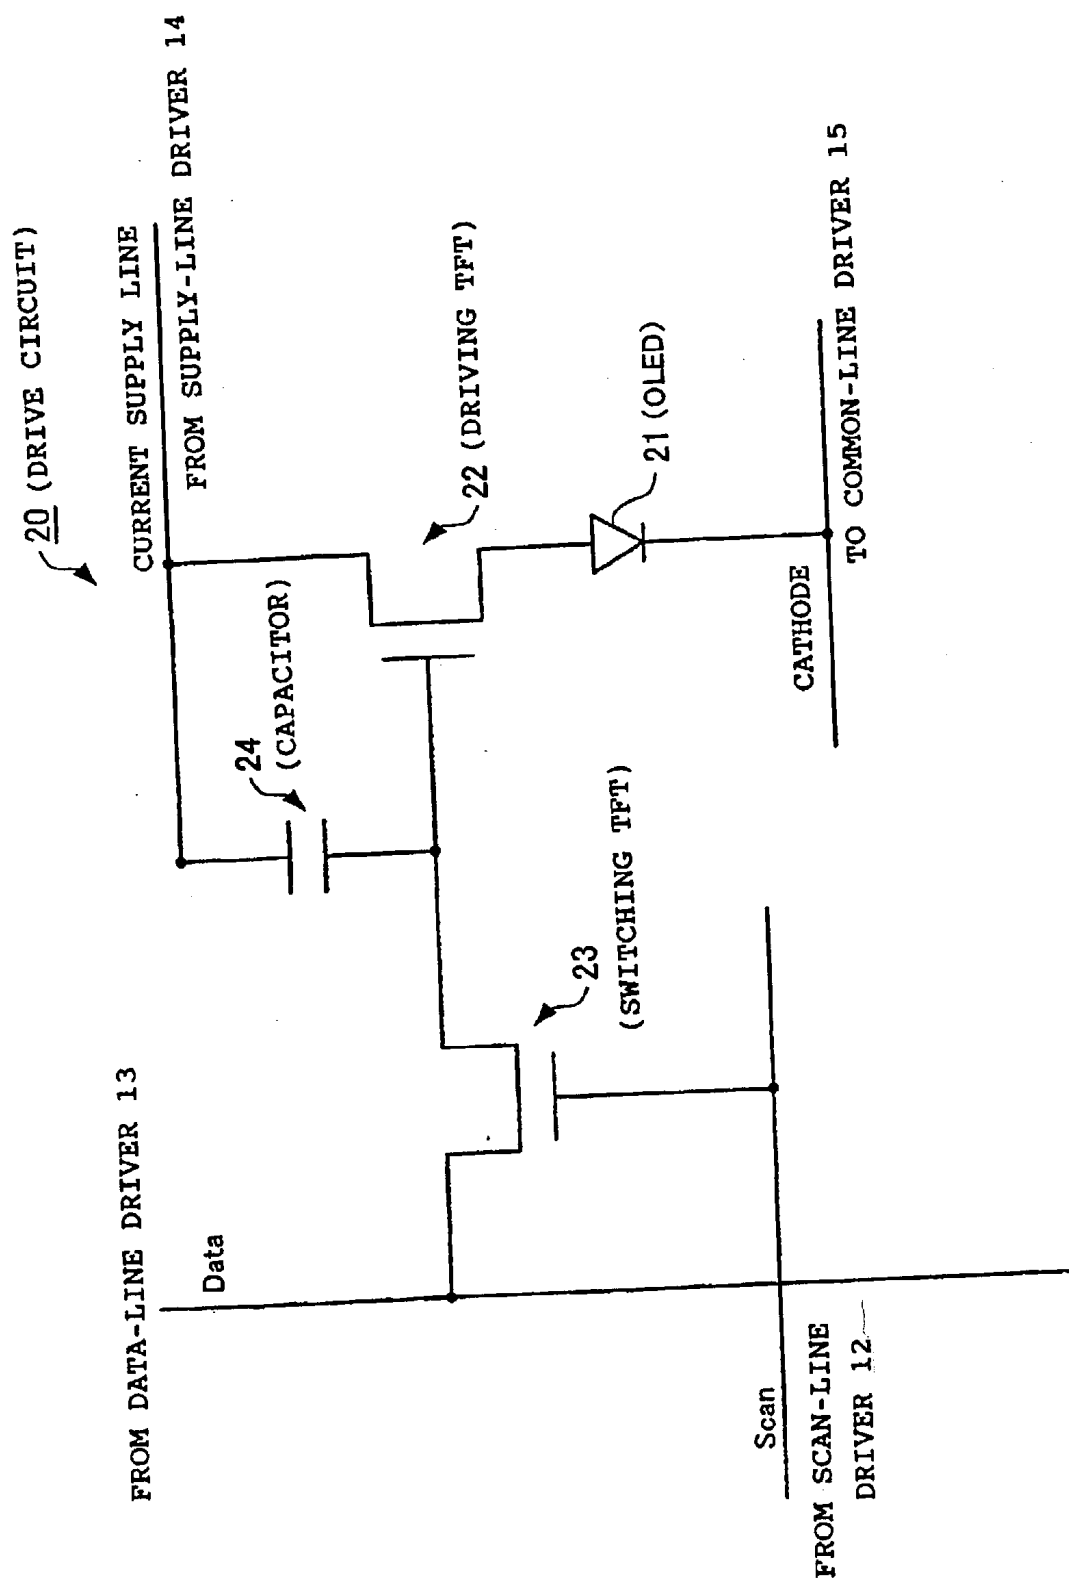 20 (DRIVE CIRCUIT)
CURRENT SUPPLY LINE
FROM SUPPLY-LINE DRIVER 14
FROM DATA-LINE DRIVER 13
Data
24
(CAPACITOR)
22 (DRIVING TFT)
21 (OLED)
23
(SWITCHING TFT)
CATHODE
TO COMMON-LINE DRIVER 15
Scan
FROM SCAN-LINE
DRIVER 12